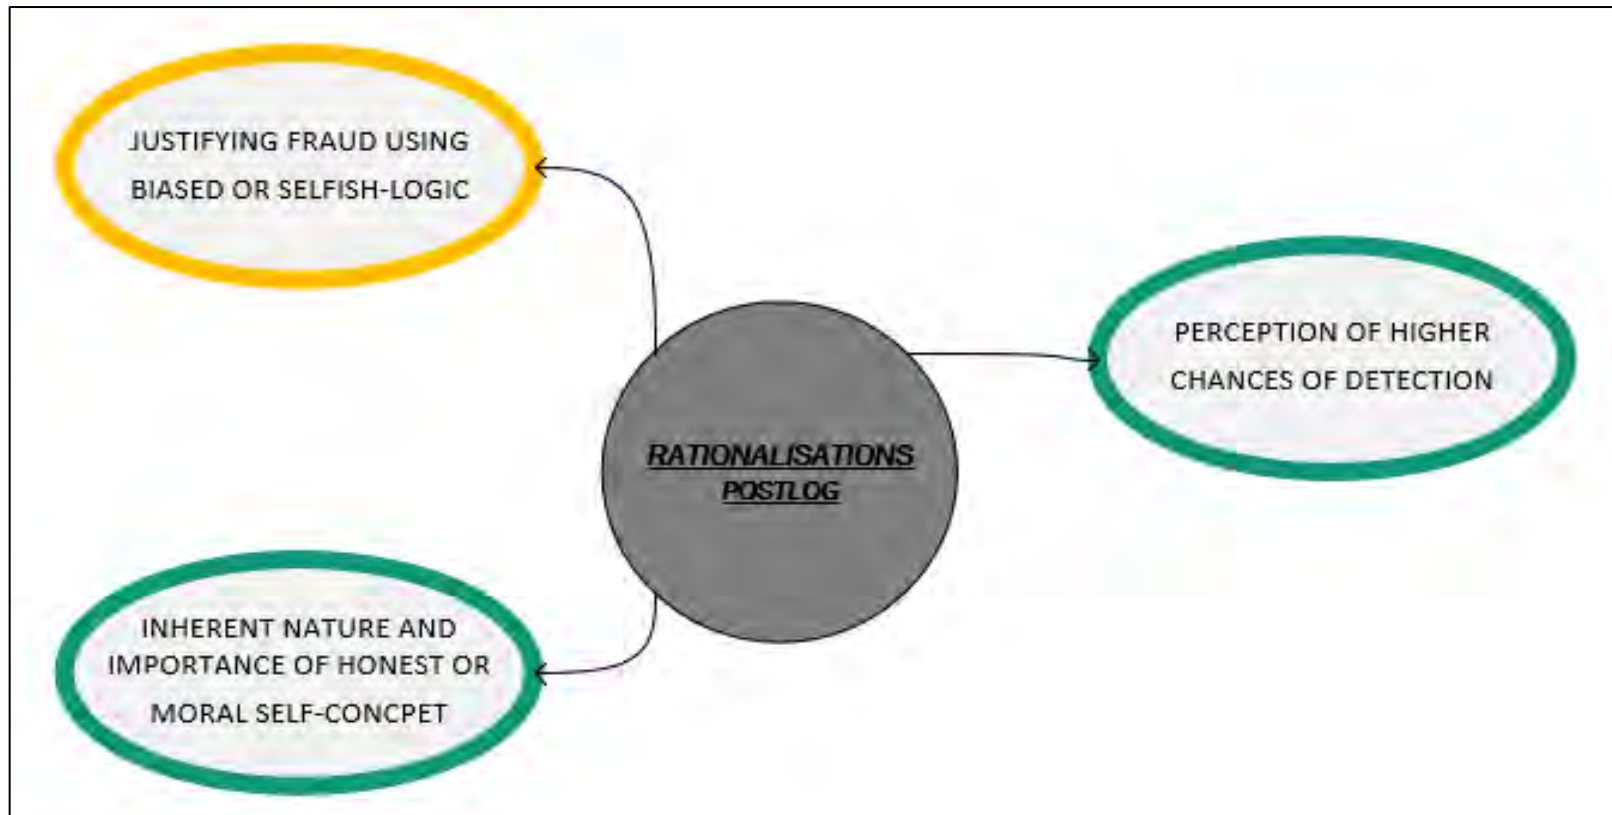 JUSTIFYING FRAUD USING
BIASED OR SELFISH-LOGIC
PERCEPTION OF HIGHER
CHANCES OF DETECTION
RATIONALISATIONS
POSTLOG
INHERENT NATURE AND
IMPORTANCE OF HONEST OR
MORAL SELF-CONCPET